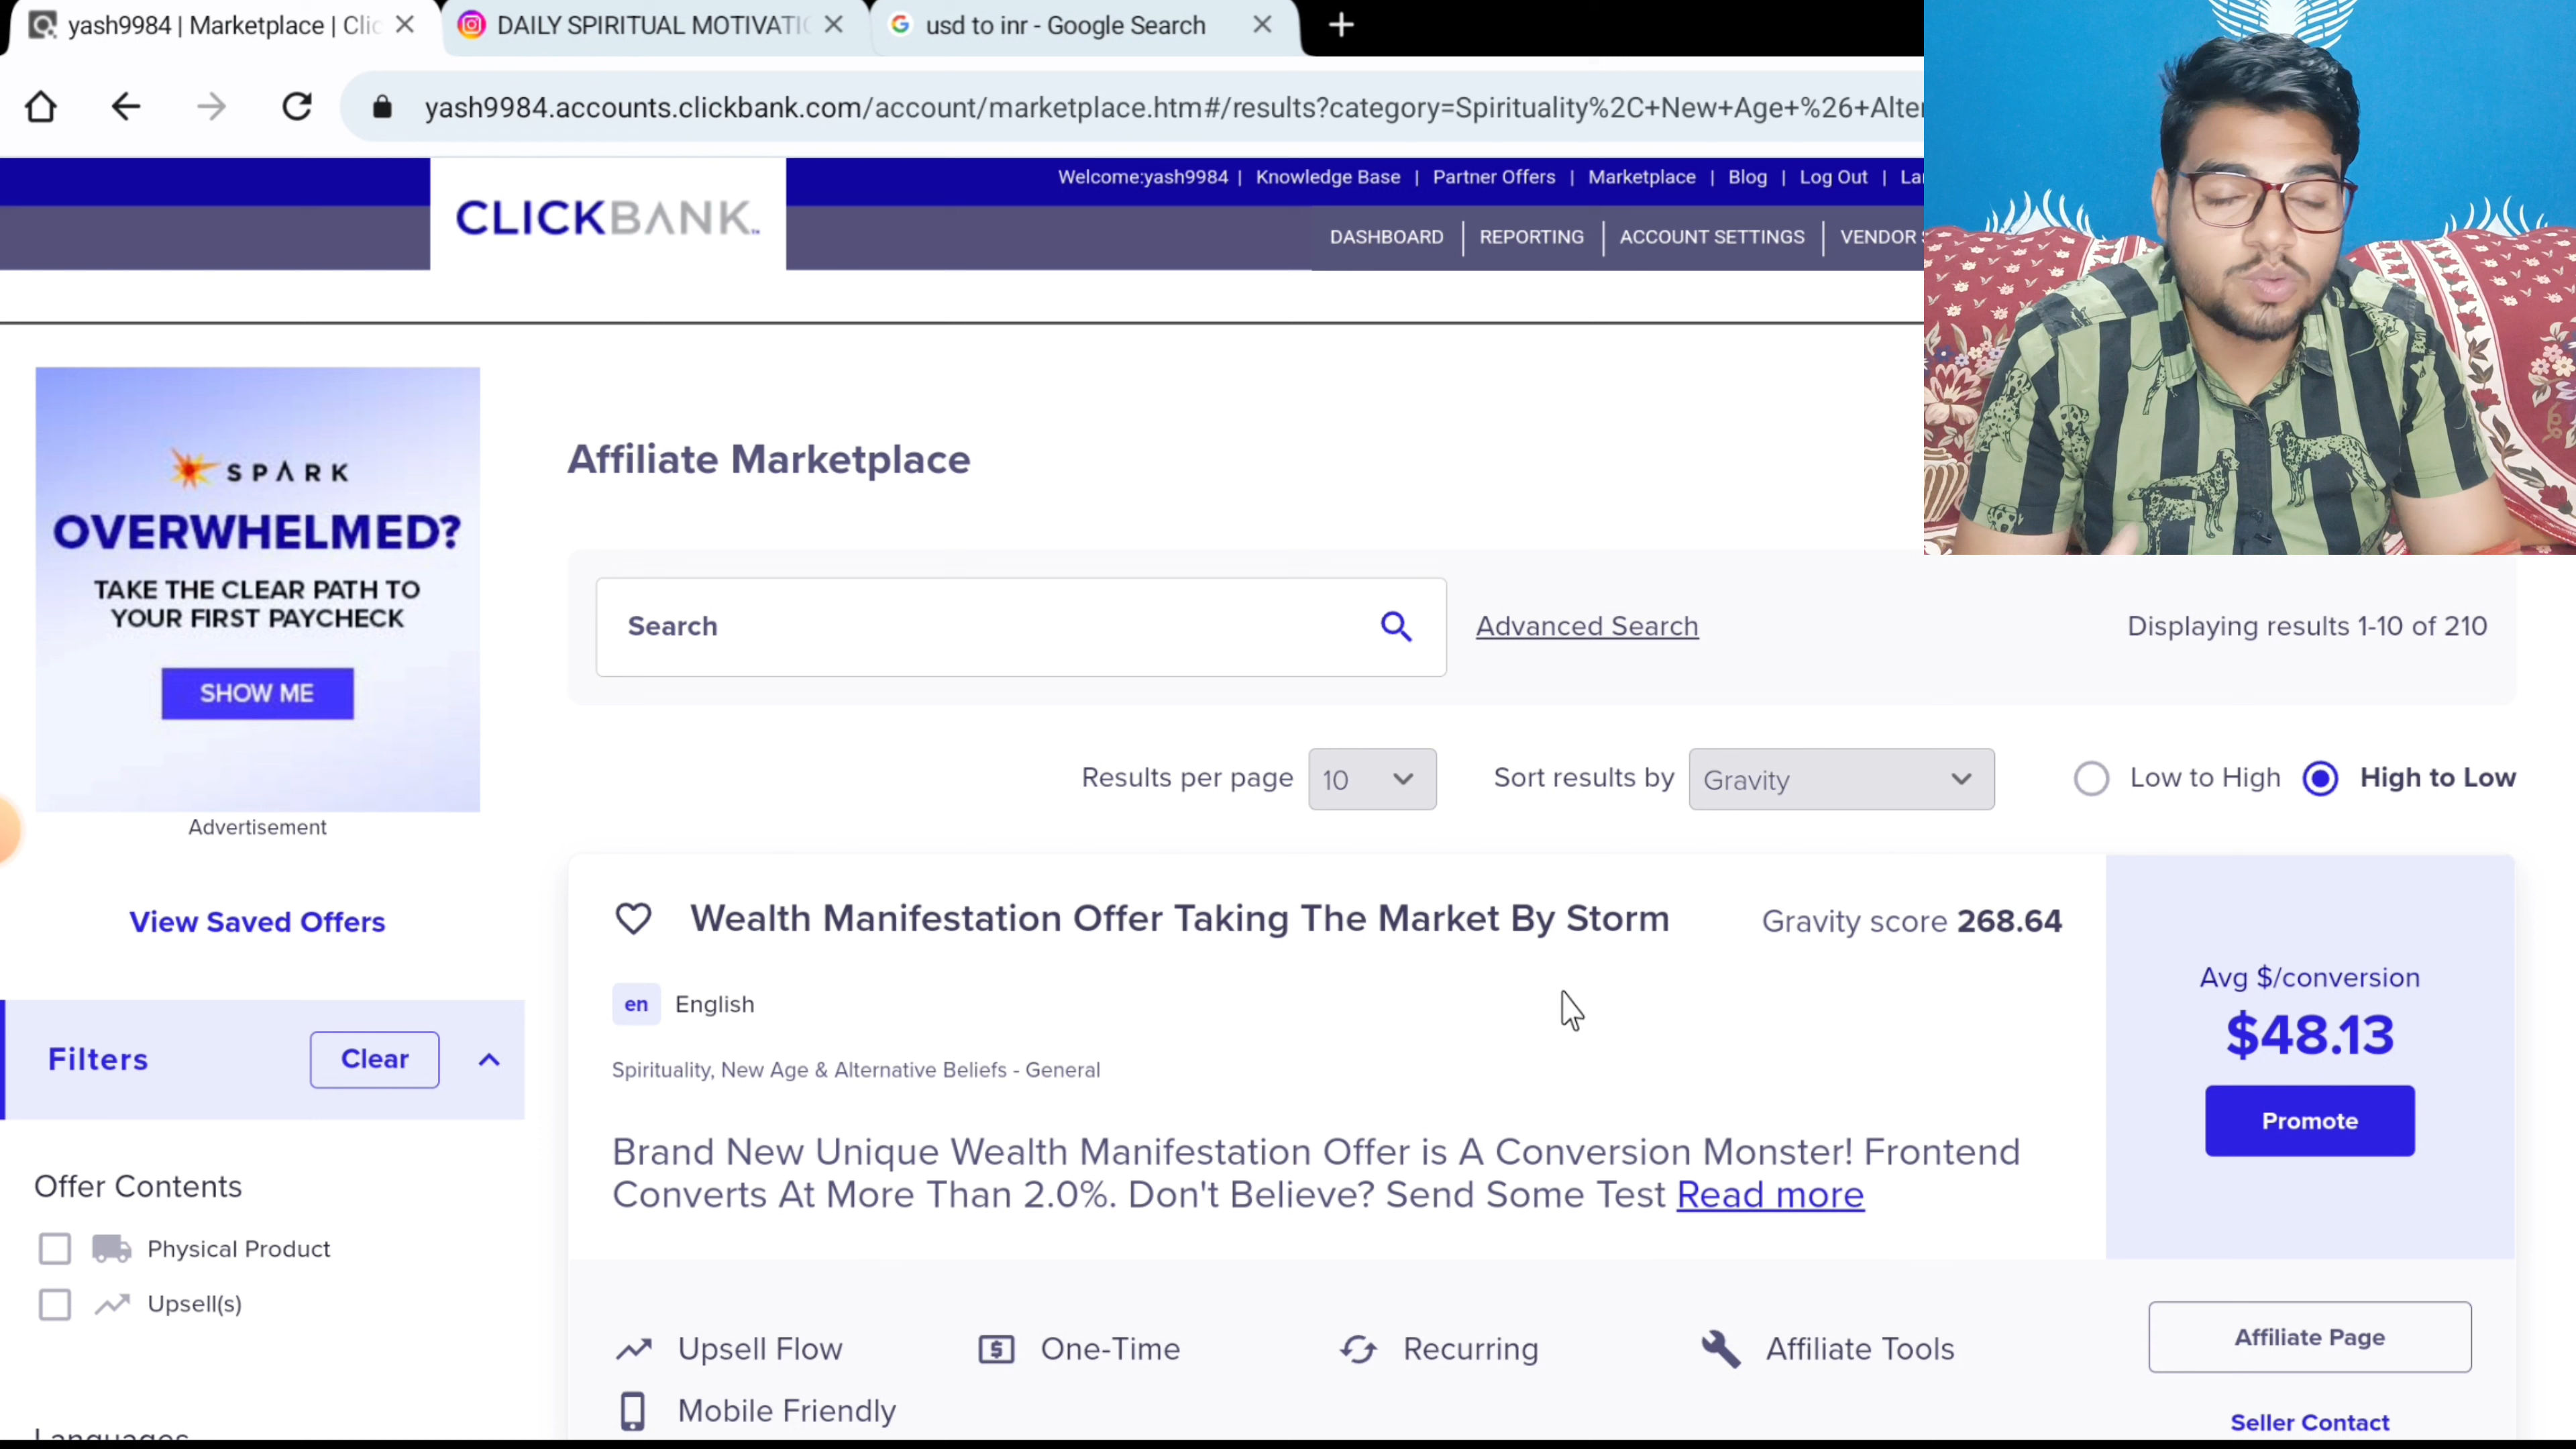 yash9984 | Marketplace | Clic
DAILY SPIRITUAL MOTIVATI
usd to inr - Google Search
yash9984.accounts.clickbank.com/account/marketplace.htm#/results?category=Spirituality%2C+New+Age+%26+Alter
Welcome:yash9984 | Knowledge Base | Partner Offers | Marketplace | Blog | Log Out | La
CLICKBANK
DASHBOARD | REPORTING | ACCOUNT SETTINGS | VENDOR
SPARK
OVERWHELMED?
TAKE THE CLEAR PATH TO
YOUR FIRST PAYCHECK
SHOW ME
Advertisement
View Saved Offers
Filters
Clear
Offer Contents
Physical Product
Upsell(s)
Languages
Affiliate Marketplace
Search
Advanced Search
Displaying results 1-10 of 210
Results per page 10
Sort results by Gravity
Low to High
High to Low
Wealth Manifestation Offer Taking The Market By Storm
Gravity score 268.64
en English
Spirituality, New Age & Alternative Beliefs - General
Brand New Unique Wealth Manifestation Offer is A Conversion Monster! Frontend
Converts At More Than 2.0%. Don't Believe? Send Some Test Read more
Avg $/conversion
$48.13
Promote
Upsell Flow
One-Time
Recurring
Affiliate Tools
Mobile Friendly
Affiliate Page
Seller Contact